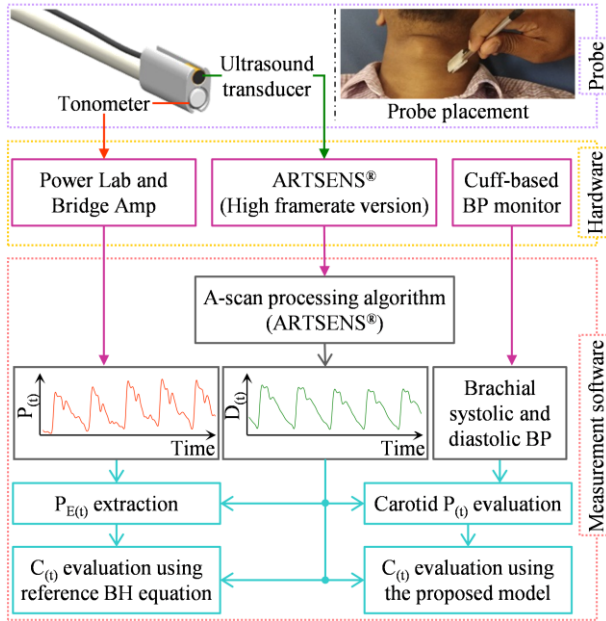 Ultrasound
transducer
Tonometer
Probe placement
Probe
Power Lab and
Bridge Amp
ARTSENS®
(High framerate version)
Cuff-based
BP monitor
Hardware
A-scan processing algorithm
(ARTSENS®)
P(t)
Time
D(t)
Time
Brachial
systolic and
diastolic BP
PE(t) extraction
Carotid P(t) evaluation
C(t) evaluation using
reference BH equation
C(t) evaluation using
the proposed model
Measurement software